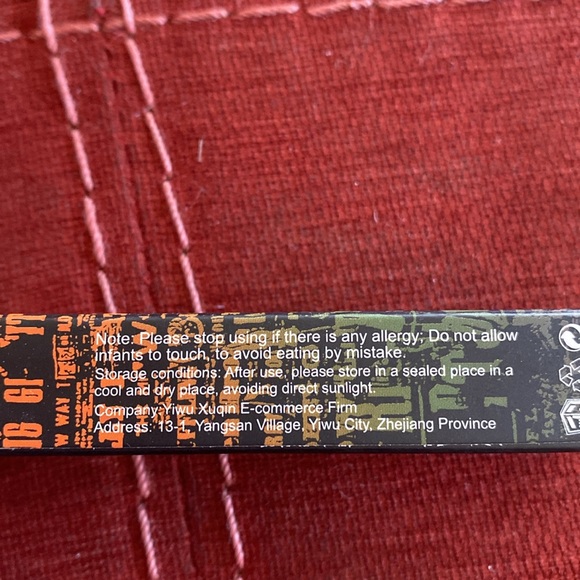 Note: Please stop using if there is any allergy; Do not allow
infants to touch, to avoid eating by mistake.
Storage conditions: After use, please store in a sealed place in a
cool and dry place, avoiding direct sunlight.
Company:Yiwu Xuqin E-commerce Firm
Address: 13-1, Yangsan Village, Yiwu City, Zhejiang Province